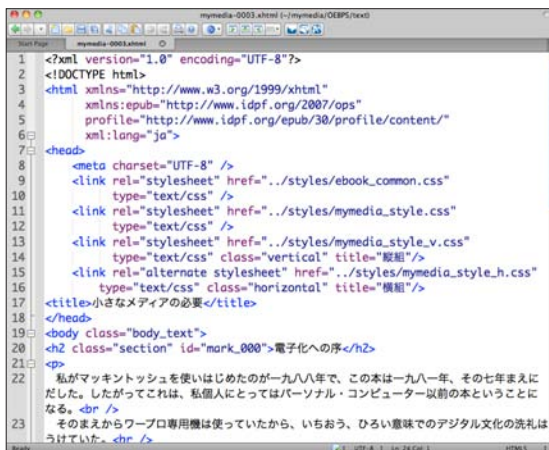 mymedia-0003.xhtml (~/mymedia/OEBPS/text)
Start Page
mymedia-0003.xhtml
1 <?xml version="1.0" encoding="UTF-8"?>
2 <!DOCTYPE html>
3 <html xmlns="http://www.w3.org/1999/xhtml"
4 xmlns:epub="http://www.idpf.org/2007/ops"
5 profile="http://www.idpf.org/epub/30/profile/content/"
6 xml:lang="ja">
7 <head>
8 <meta charset="UTF-8" />
9 <link rel="stylesheet" href="../styles/ebook_common.css"
10 type="text/css" />
11 <link rel="stylesheet" href="../styles/mymedia_style.css"
12 type="text/css" />
13 <link rel="stylesheet" href="../styles/mymedia_style_v.css"
14 type="text/css" class="vertical" title="縦組"/>
15 <link rel="alternate stylesheet" href="../styles/mymedia_style_h.css"
16 type="text/css" class="horizontal" title="横組"/>
17 <title>小さなメディアの必要</title>
18 </head>
19 <body class="body_text">
20 <h2 class="section" id="mark_000">電子化への序</h2>
21 <p>
22 私がマッキントッシュを使いはじめたのが一九八八年で、この本は一九八一年、その七年まえに
だした。したがってこれは、私個人にとってはパーソナル・コンピューター以前の本ということに
なる。<br />
23 そのまえからワープロ専用機は使っていたから、いちおう、ひろい意味でのデジタル文化の洗礼は
うけていた。<br />
Ready
UTF-8
Ln 24 Col 1
HTML5